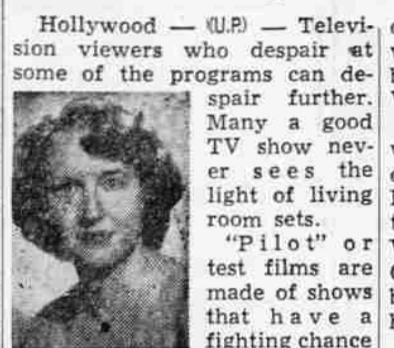 Hollywood — (U.P.) — Televi-
sion viewers who despair at
some of the programs can de-
spair further.
Many a good
TV show nev-
er sees the
light of living
room sets.
"Pilot" or
test films are
made of shows
that have a
fighting chance